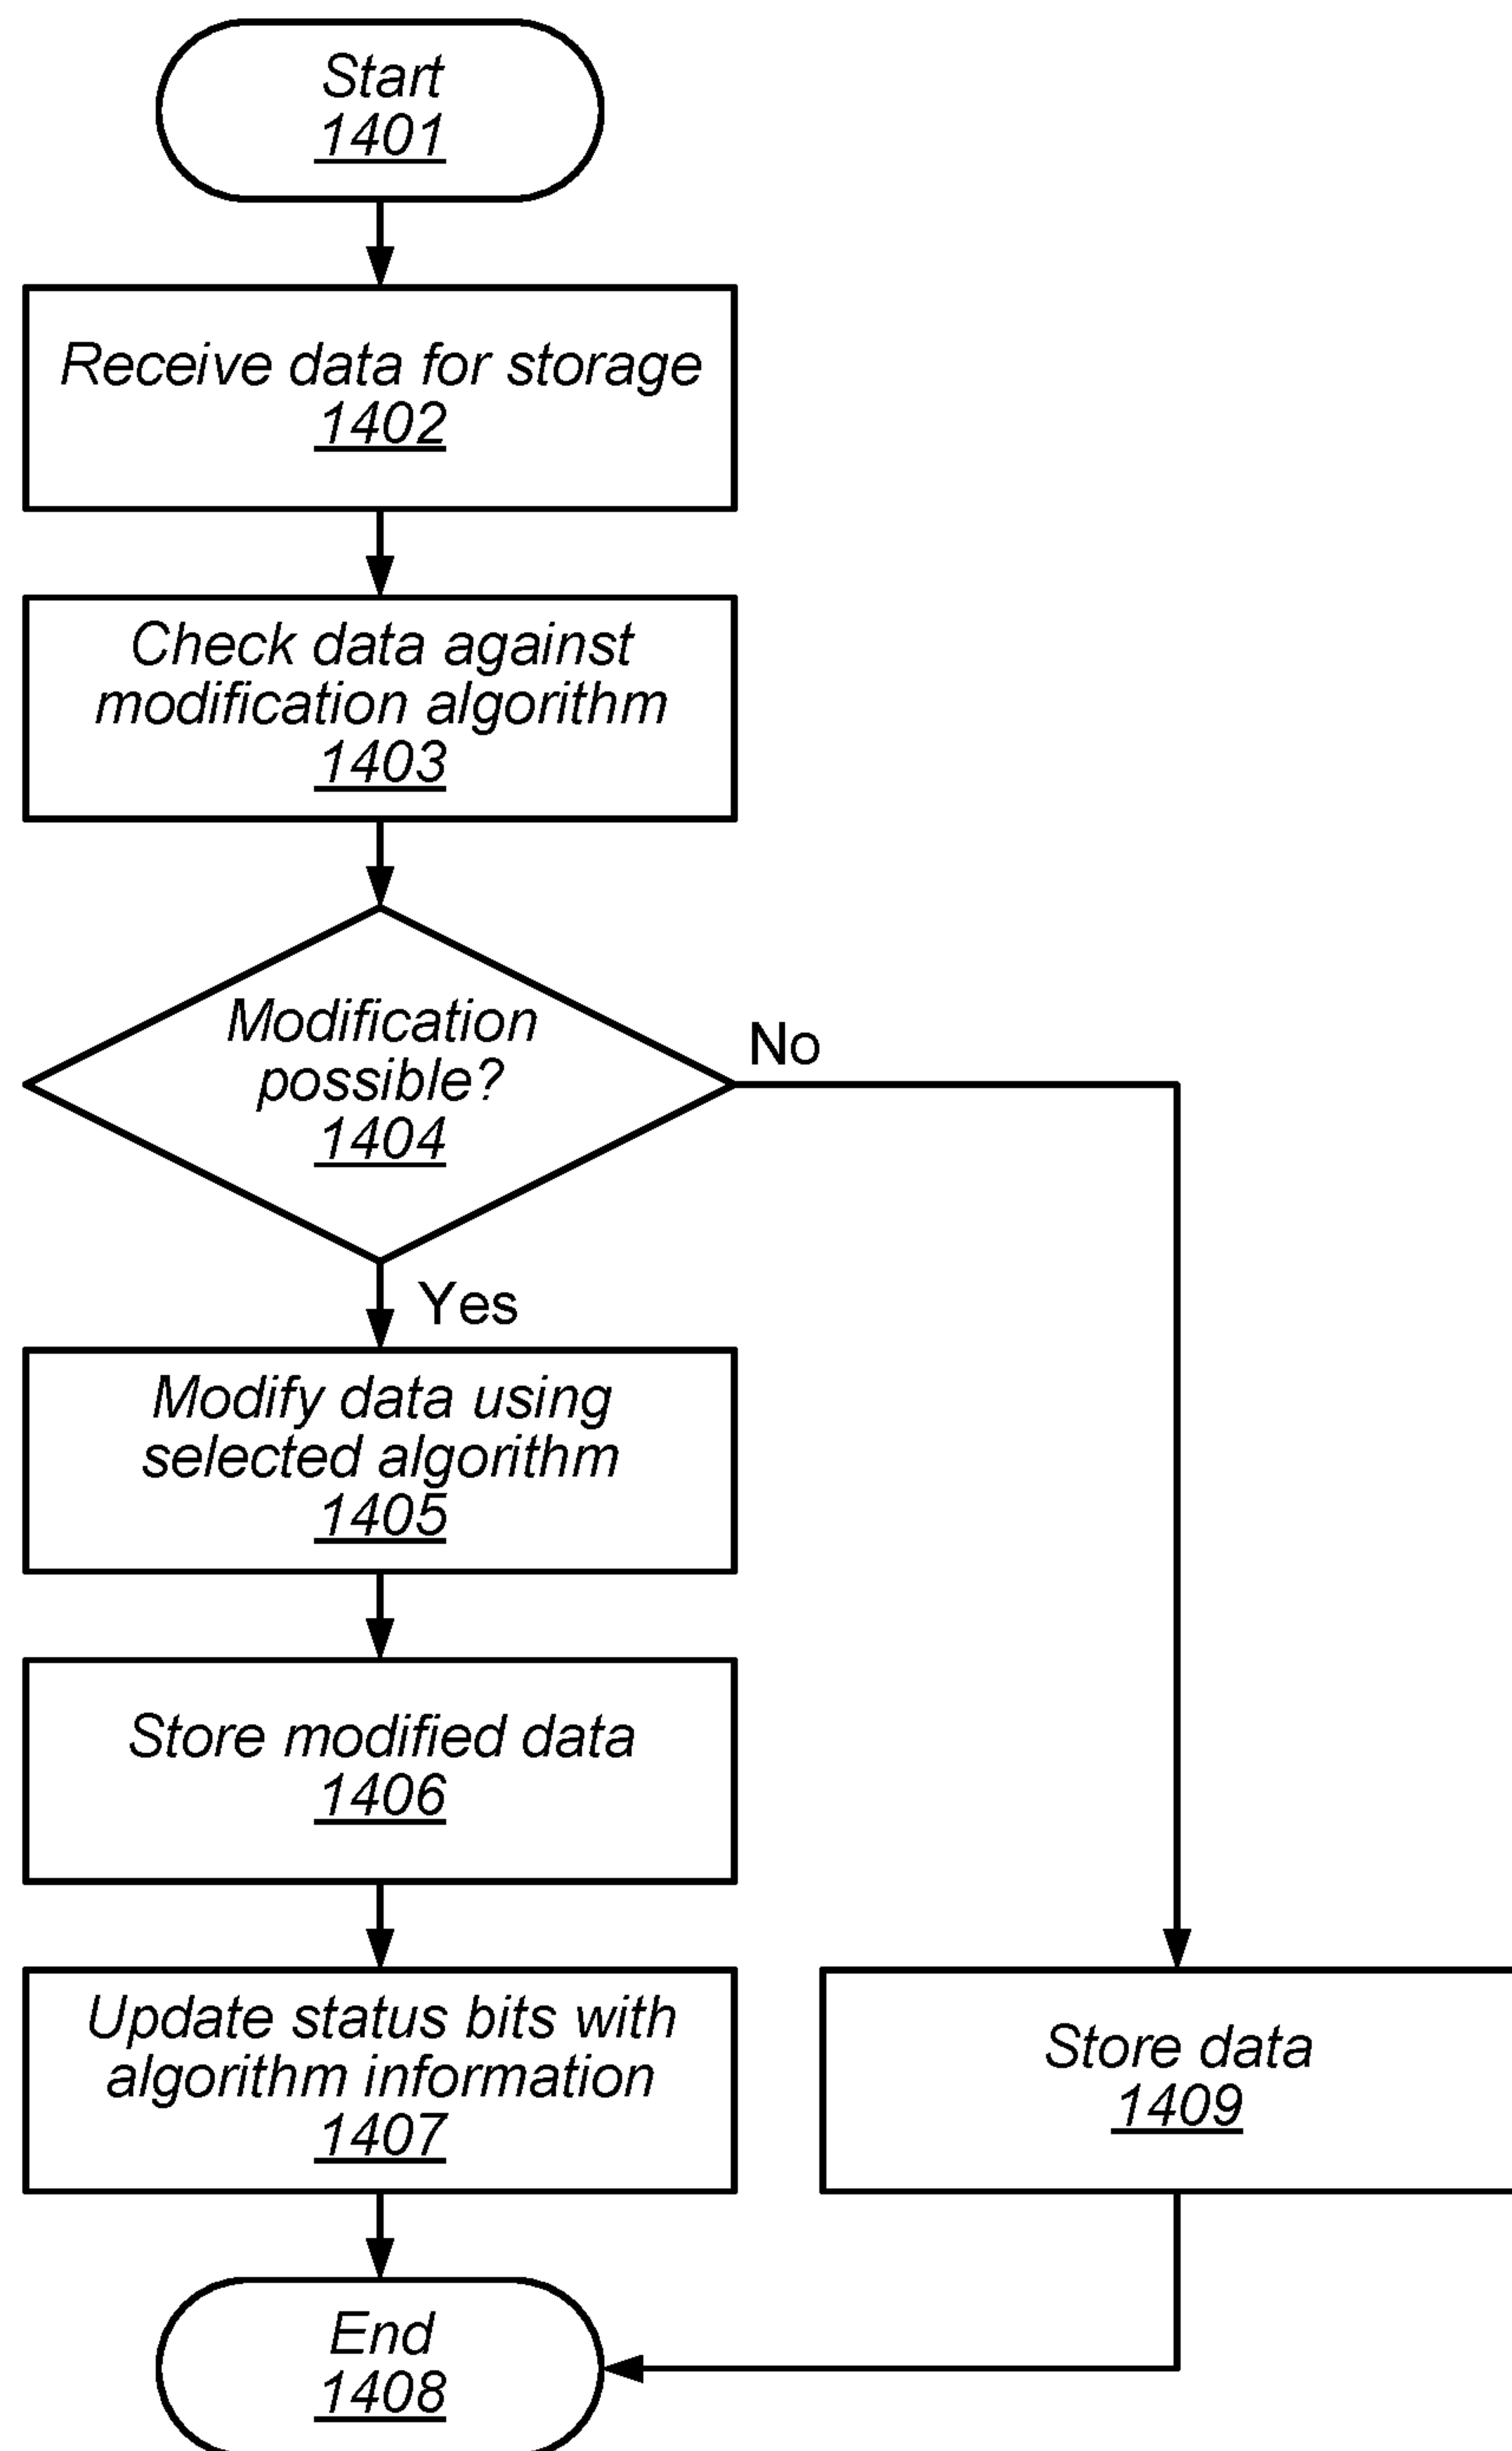 Start
1401
Receive data for storage
1402
Check data against
modification algorithm
1403
Modification
possible?
1404
No
Yes
Modify data using
selected algorithm
1405
Store modified data
1406
Update status bits with
algorithm information
1407
Store data
1409
End
1408